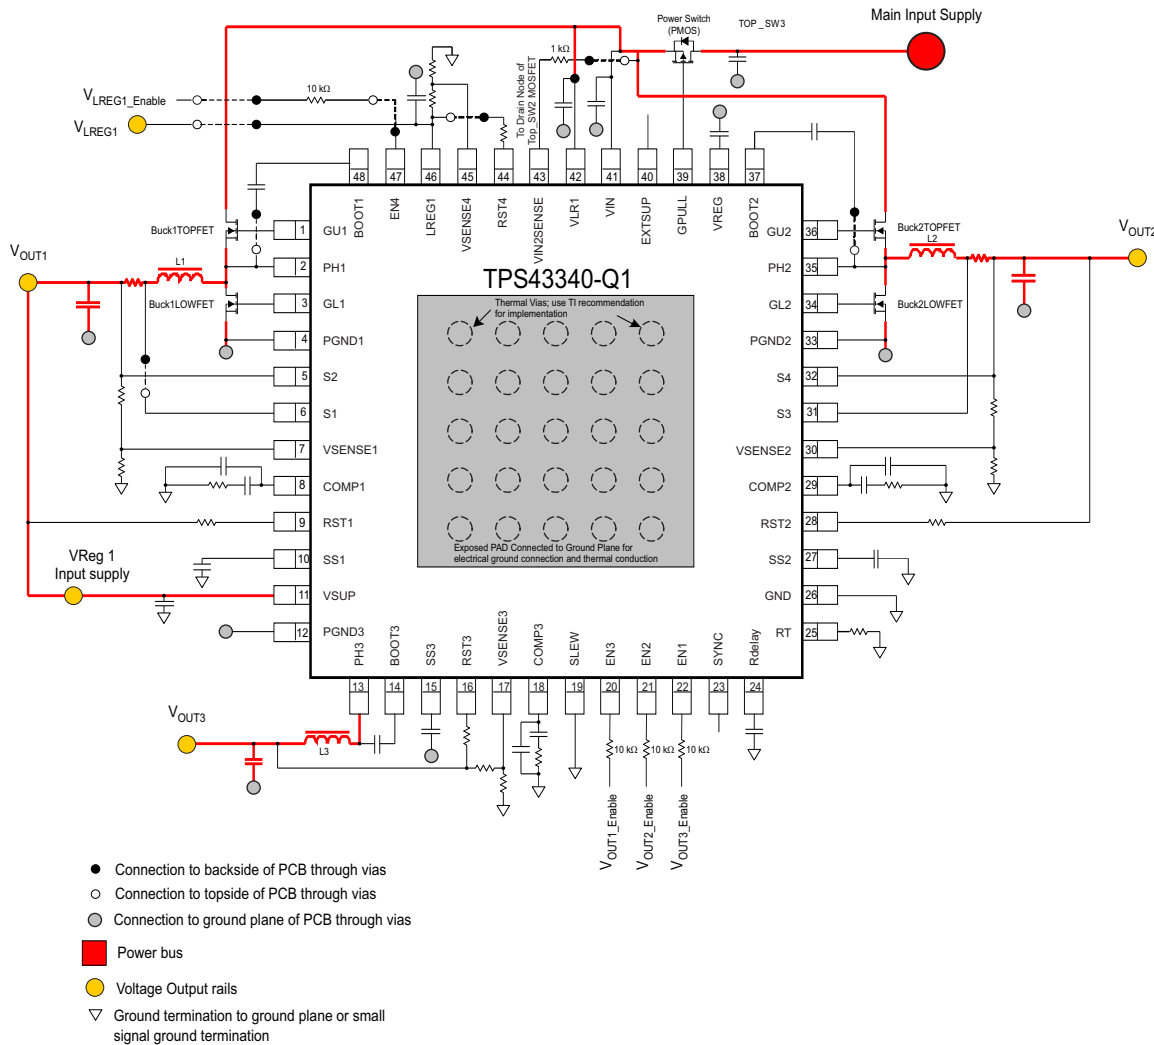 Main Input Supply
Power Switch
(PMOS)
TOP_SW3
1 kΩ
To Drain Node of
Top_SW2 MOSFET
VLREG1_Enable
10 kΩ
VLREG1
48
47
46
45
44
43
42
41
40
39
38
37
BOOT1
EN4
LREG1
VSENSE4
RST4
VIN2SENSE
VLR1
VIN
EXTSUP
GPULL
VREG
BOOT2
Buck1TOPFET
1
GU1
GU2
36
Buck2TOPFET
VOUT1
L1
2
PH1
PH2
35
L2
VOUT2
TPS43340-Q1
Buck1LOWFET
3
GL1
GL2
34
Buck2LOWFET
Thermal Vias; use TI recommendation
for implementation
4
PGND1
PGND2
33
5
S2
S4
32
6
S1
S3
31
7
VSENSE1
VSENSE2
30
8
COMP1
COMP2
29
9
RST1
RST2
28
Exposed PAD Connected to Ground Plane for
electrical ground connection and thermal conduction
VReg 1
Input supply
10
SS1
SS2
27
11
VSUP
GND
26
12
PGND3
RT
25
PH3
BOOT3
SS3
RST3
VSENSE3
COMP3
SLEW
EN3
EN2
EN1
SYNC
Rdelay
13
14
15
16
17
18
19
20
21
22
23
24
VOUT3
L3
10 kΩ
10 kΩ
10 kΩ
VOUT1_Enable
VOUT2_Enable
VOUT3_Enable
Connection to backside of PCB through vias
Connection to topside of PCB through vias
Connection to ground plane of PCB through vias
Power bus
Voltage Output rails
Ground termination to ground plane or small
signal ground termination